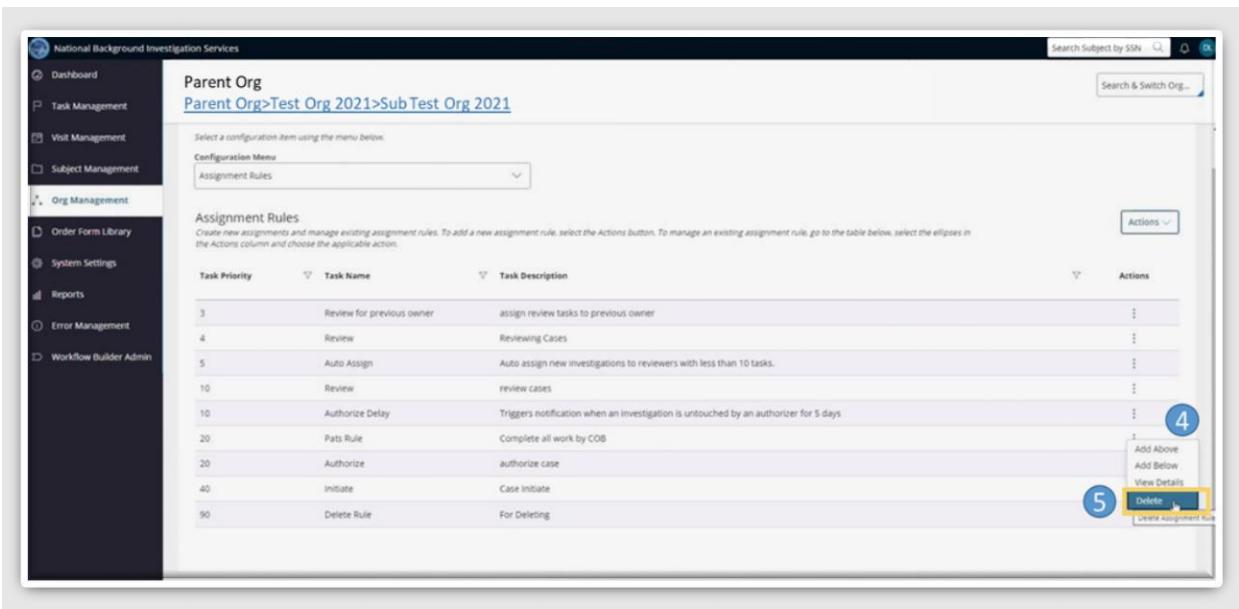 National Background Investigation Services
Search Subject by SSN
DL
Dashboard
Task Management
Visit Management
Subject Management
Org Management
Order Form Library
System Settings
Reports
Error Management
Workflow Builder Admin
Parent Org
Parent Org>Test Org 2021>Sub Test Org 2021
Search & Switch Org...
Select a configuration item using the menu below.
Configuration Menu
Assignment Rules
Assignment Rules
Actions
Create new assignments and manage existing assignment rules. To add a new assignment rule, select the Actions button. To manage an existing assignment rule, go to the table below, select the ellipses in
the Actions column and choose the applicable action.
Task Priority Task Name Task Description Actions
3 Review for previous owner assign review tasks to previous owner
4 Review Reviewing Cases
5 Auto Assign Auto assign new investigations to reviewers with less than 10 tasks.
10 Review review cases
10 Authorize Delay Triggers notification when an investigation is untouched by an authorizer for 5 days
20 Pats Rule Complete all work by COB
20 Authorize authorize case
40 Initiate Case Initiate
90 Delete Rule For Deleting
4
Add Above
Add Below
View Details
5 Delete
Delete Assignment Rule